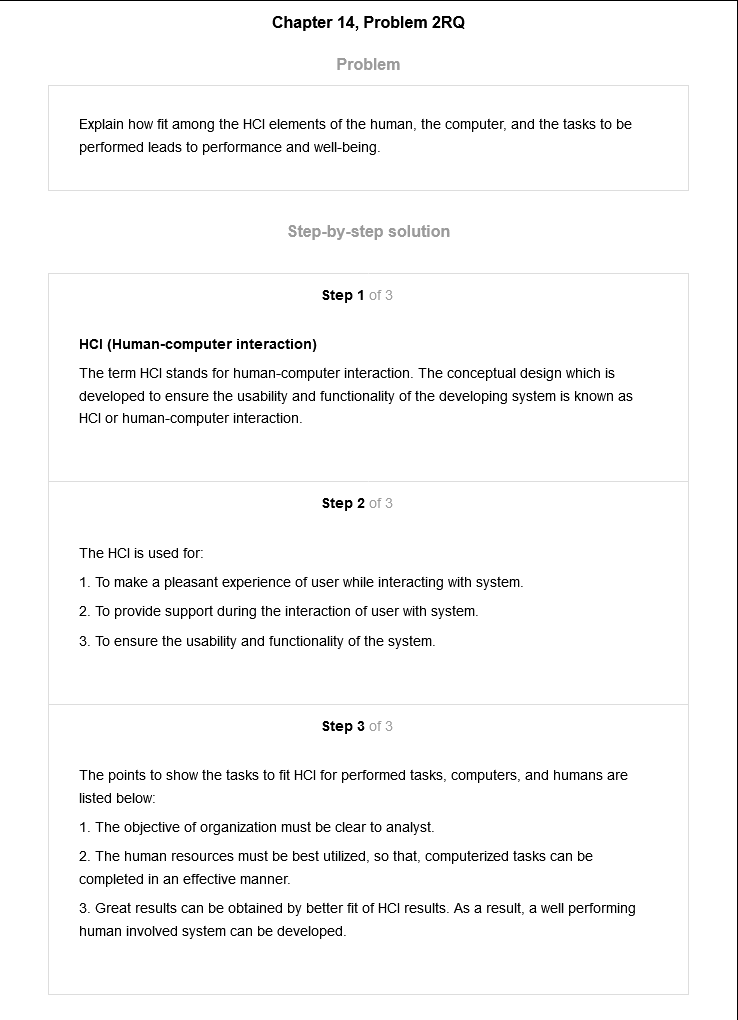 Chapter 14, Problem 2RQ
Problem
Explain how fit among the HCI elements of the human, the computer, and the tasks to be
performed leads to performance and well-being.
Step-by-step solution
Step 1 of 3
HCI (Human-computer interaction)
The term HCI stands for human-computer interaction. The conceptual design which is
developed to ensure the usability and functionality of the developing system is known as
HCI or human-computer interaction.
Step 2 of 3
The HCI is used for:
1. To make a pleasant experience of user while interacting with system.
2. To provide support during the interaction of user with system.
3. To ensure the usability and functionality of the system.
Step 3 of 3
The points to show the tasks to fit HCI for performed tasks, computers, and humans are
listed below:
1. The objective of organization must be clear to analyst.
2. The human resources must be best utilized, so that, computerized tasks can be
completed in an effective manner.
3. Great results can be obtained by better fit of HCI results. As a result, a well performing
human involved system can be developed.